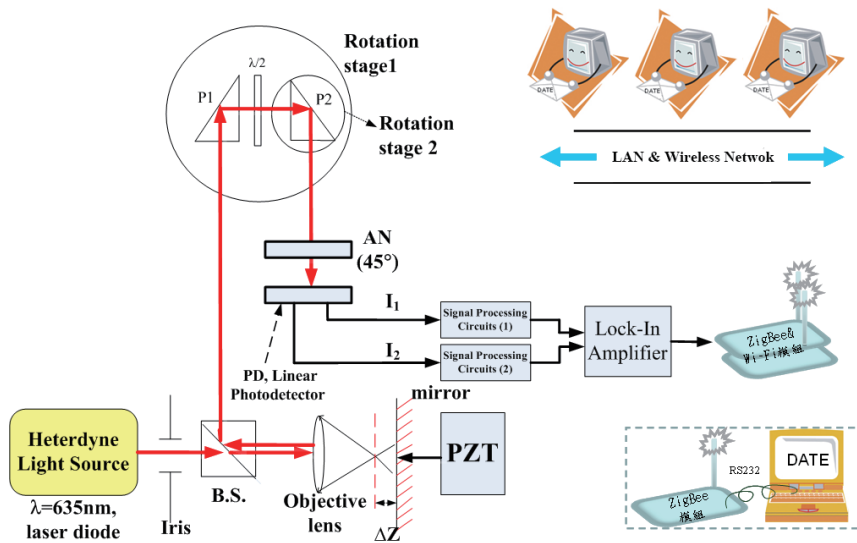 Rotation
stage1
λ/2
P1
P2
Rotation
stage 2
DATE
DATE
DATE
LAN & Wireless Netwok
AN
(45°)
I1
Signal Processing
Circuits (1)
I2
Signal Processing
Circuits (2)
Lock-In
Amplifier
ZigBee&
Wi-Fi模組
PD, Linear
Photodetector
mirror
Heterdyne
Light Source
PZT
B.S.
Objective
lens
λ=635nm,
laser diode
Iris
ΔZ
RS232
DATE
ZigBee
模組